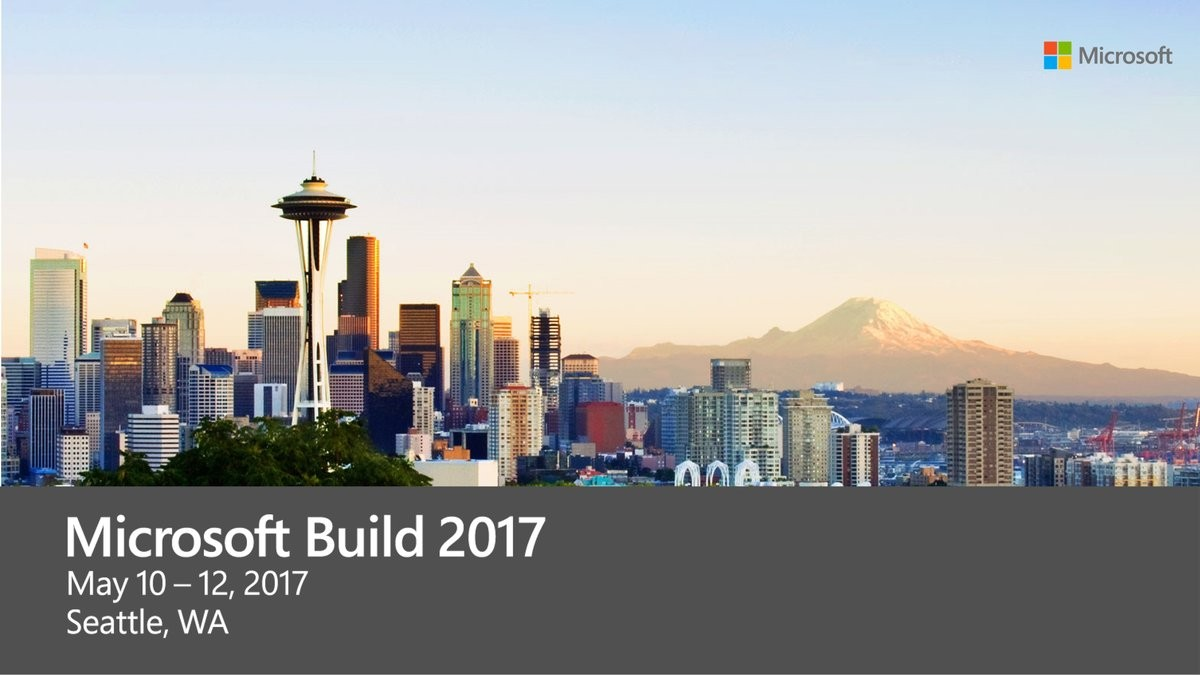 Microsoft
Microsoft Build 2017
May 10 – 12, 2017
Seattle, WA